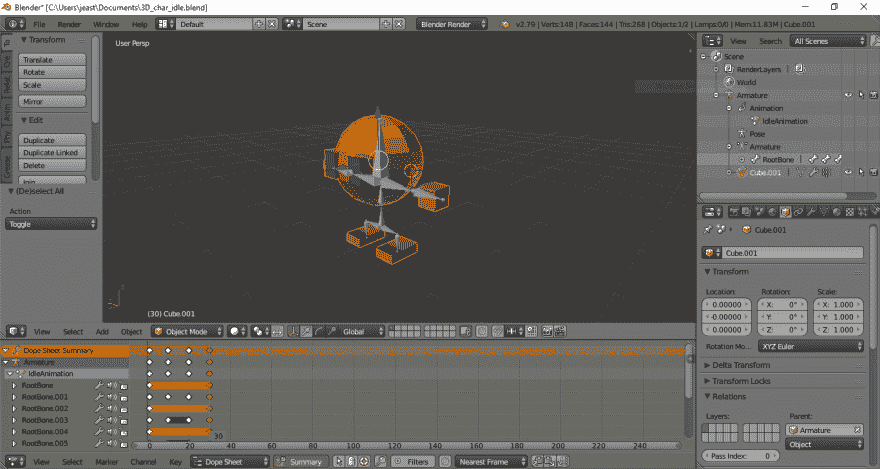 Blender* [C:\Users\jeast\Documents\3D_char_idle.blend]
File Render Window Help Default Scene Blender Render v2.79 | Verts:148 | Faces:144 | Tris:268 | Objects:1/2 | Lamps:0/0 | Mem:11.83M | Cube.001
Transform
Translate
Rotate
Scale
Mirror
Edit
Duplicate
Duplicate Linked
Delete
Join
(De)select All
Action
Toggle
User Persp
(30) Cube.001
View Select Add Object Object Mode Global
View Search All Scenes
Scene
RenderLayers
World
Armature
Animation
IdleAnimation
Pose
Armature
RootBone
Cube.001
Cube.001
Cube.001
Transform
Location: Rotation: Scale:
0.00000 X: 0° X: 1.000
-0.00000 Y: 0° Y: 1.000
0.00000 Z: 0° Z: 1.000
Rotation Mo... XYZ Euler
Delta Transform
Transform Locks
Relations
Layers: Parent:
Armature
Object
Pass Index: 0
Dope Sheet Summary
Armature
IdleAnimation
RootBone
RootBone.001
RootBone.002
RootBone.003
RootBone.004
RootBone.005
30
0 20 40 60 80 100 120 140 160 180 200 220 240
View Select Marker Channel Key Dope Sheet Summary Filters Nearest Frame